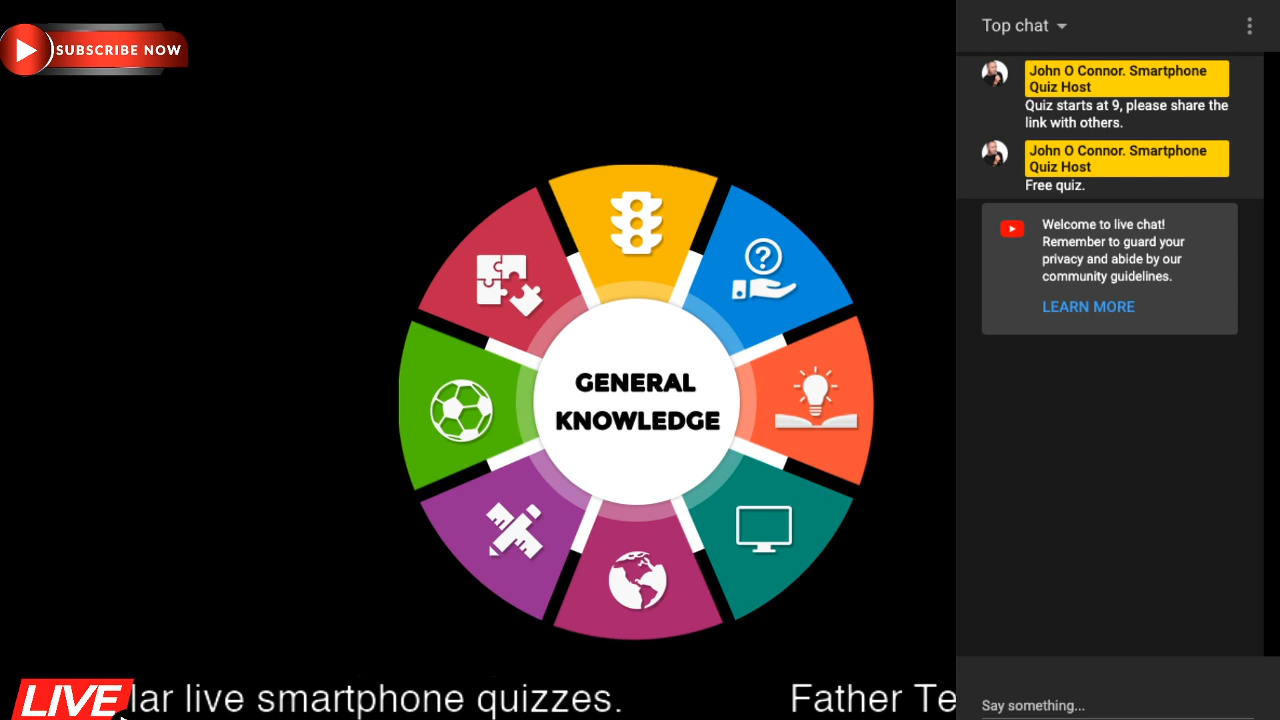 SUBSCRIBE NOW
GENERAL
KNOWLEDGE
LIVE
lar live smartphone quizzes. Father Te
Top chat
John O Connor. Smartphone
Quiz Host
Quiz starts at 9, please share the
link with others.
John O Connor. Smartphone
Quiz Host
Free quiz.
Welcome to live chat!
Remember to guard your
privacy and abide by our
community guidelines.
LEARN MORE
Say something...